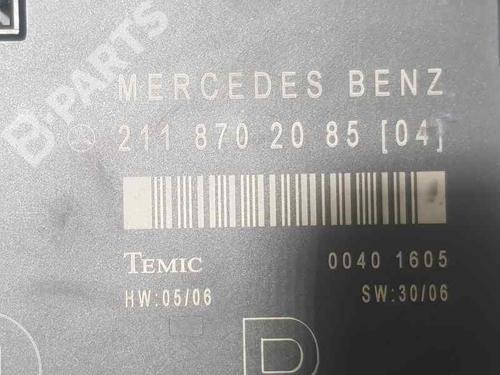 B-PARTS
MERCEDES BENZ
211 870 20 85 [04]
TEMIC 0040 1605
HW:05/06 SW:30/06